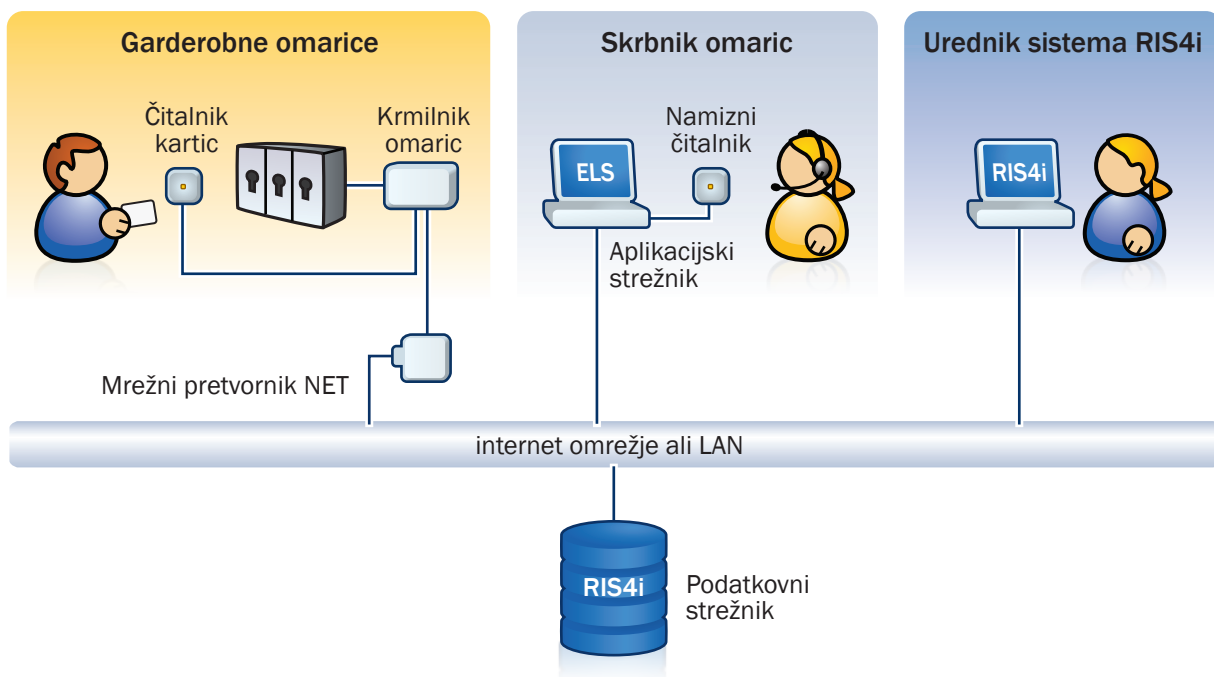 Garderobne omarice
Čitalnik
kartic
Krmilnik
omaric
Mrežni pretvornik NET
Skrbnik omaric
Namizni
čitalnik
ELS
Aplikacijski
strežnik
Urednik sistema RIS4i
RIS4i
internet omrežje ali LAN
RIS4i
Podatkovni
strežnik